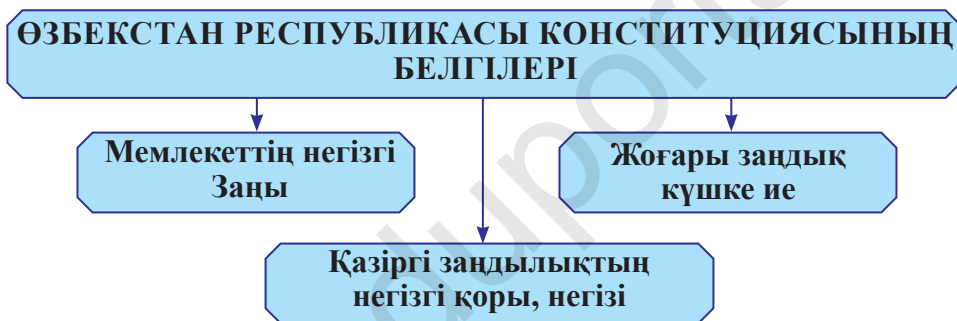 ӨЗБЕКСТАН РЕСПУБЛИКАСЫ КОНСТИТУЦИЯСЫНЫҢ
БЕЛГІЛЕРІ
Мемлекеттің негізгі
Заңы
Жоғары заңдық
күшке ие
Қазіргі заңдылықтың
негізгі қоры, негізі